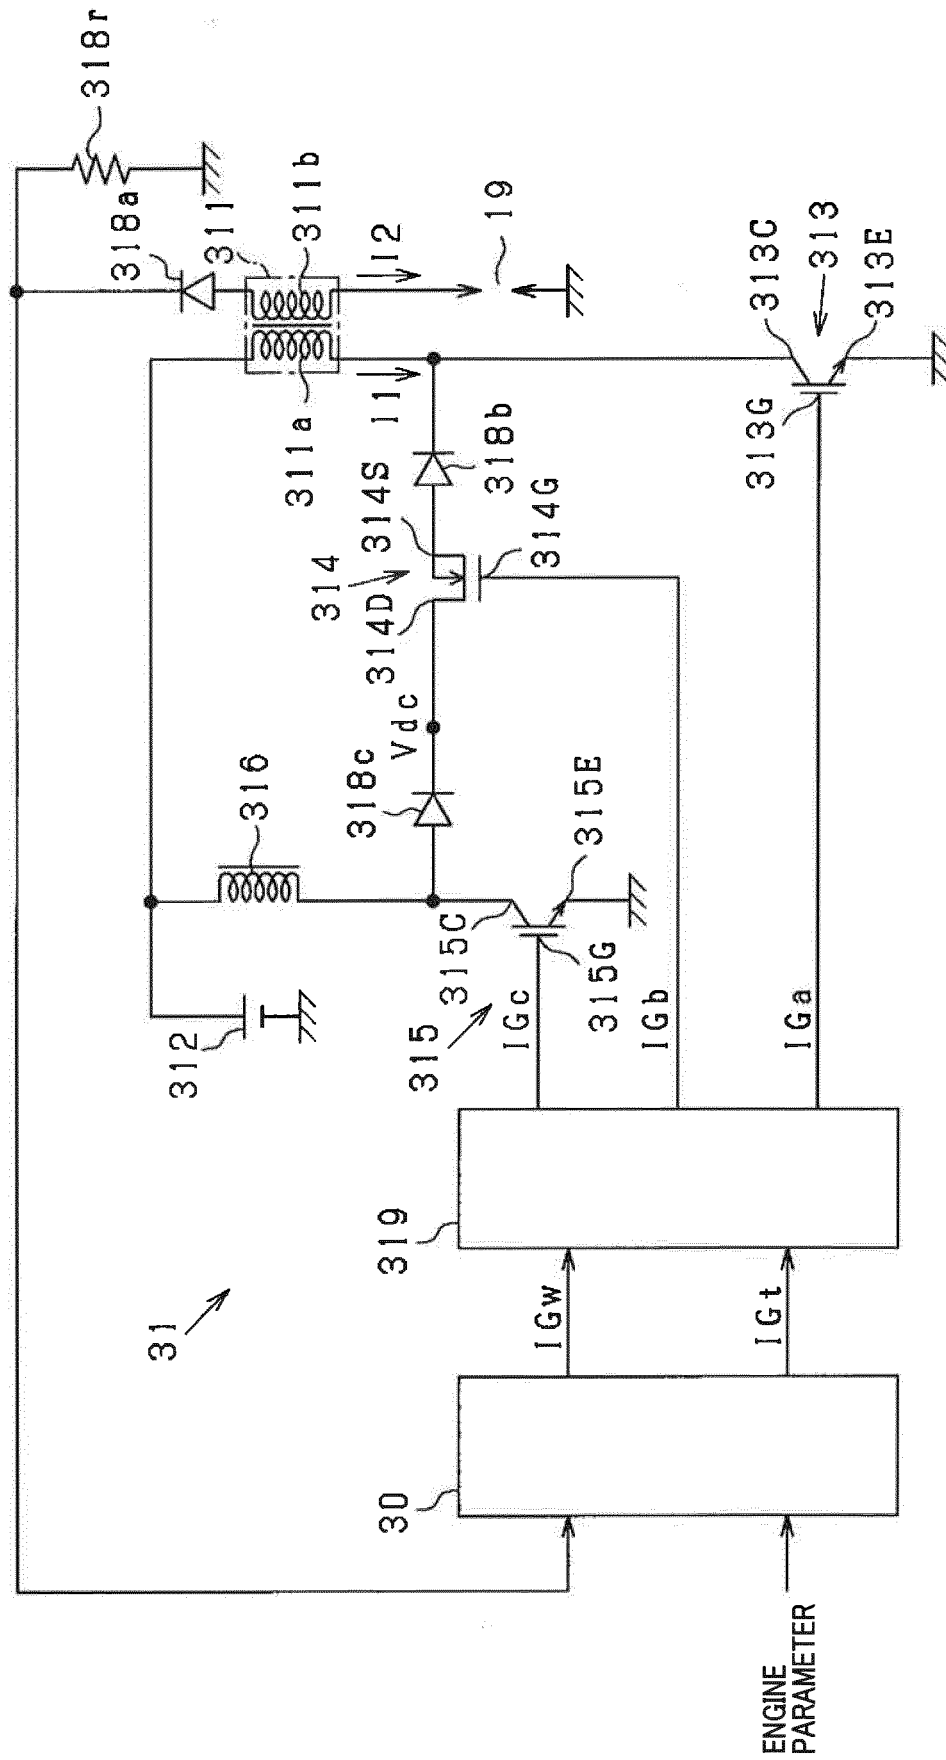 318r
318a
311
311b
I2
19
311a
I1
313C
313
313E
313G
318b
314S
314
314D
314G
Vdc
318c
316
315E
315C
315G
315
312
IGc
IGb
IGa
319
31
IGw
IGt
30
ENGINE
PARAMETER